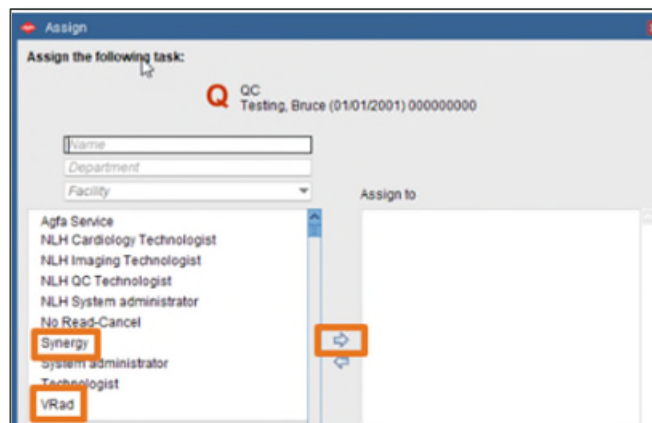 Assign
Assign the following task:
Q QC
Testing, Bruce (01/01/2001) 000000000
Name
Department
Facility
Assign to
Agfa Service
NLH Cardiology Technologist
NLH Imaging Technologist
NLH QC Technologist
NLH System administrator
No Read-Cancel
Synergy
System administrator
Technologist
VRad